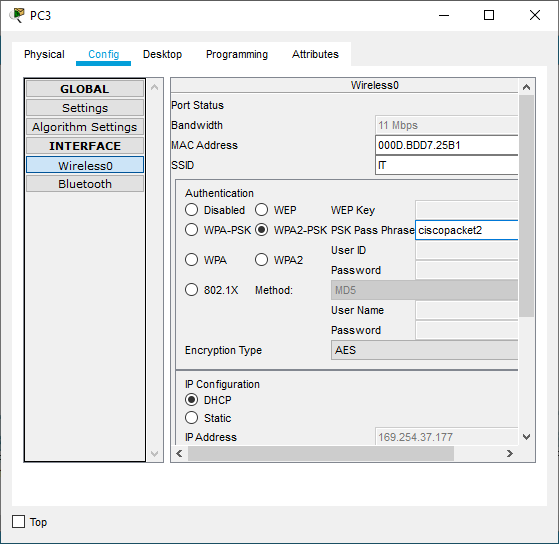 PC3
Physical Config Desktop Programming Attributes
GLOBAL
Settings
Algorithm Settings
INTERFACE
Wireless0
Bluetooth
Wireless0
Port Status
Bandwidth 11 Mbps
MAC Address 000D.BDD7.25B1
SSID IT
Authentication
Disabled WEP WEP Key
WPA-PSK WPA2-PSK PSK Pass Phrase ciscopacket2
User ID
WPA WPA2
Password
802.1X Method: MD5
User Name
Password
Encryption Type AES
IP Configuration
DHCP
Static
IP Address 169.254.37.177
Top